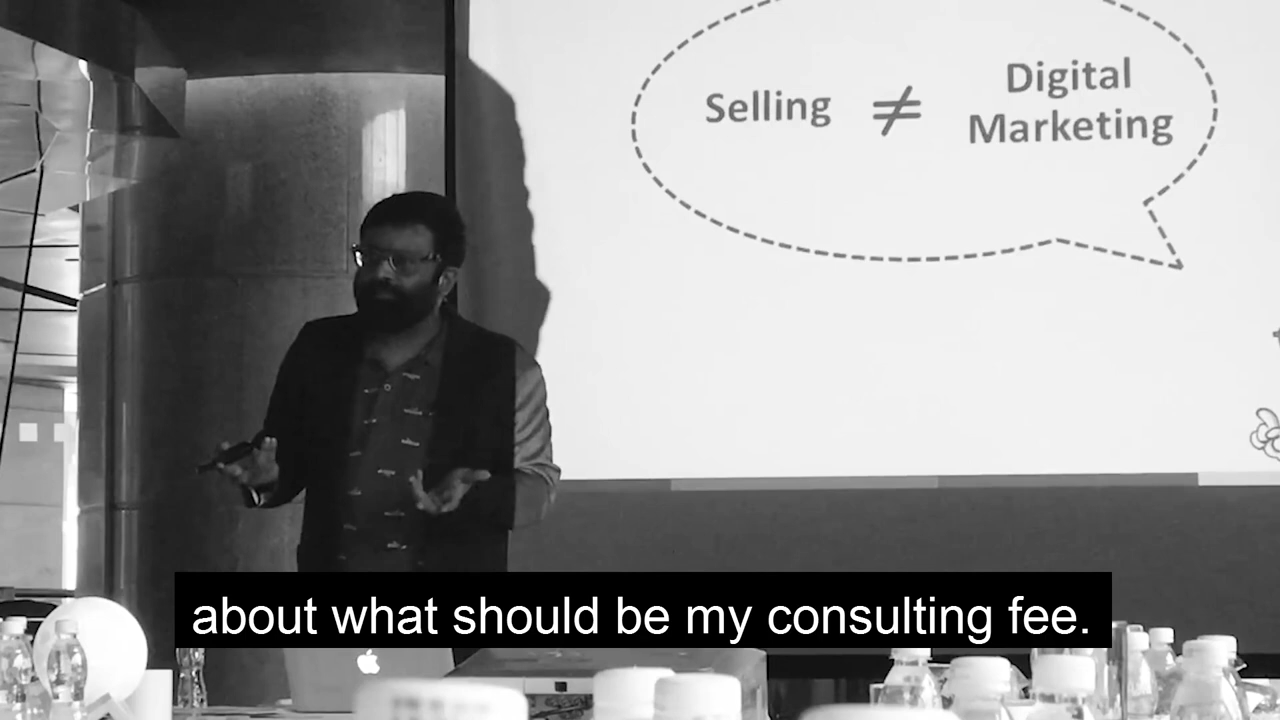 Selling ≠ Digital
Marketing
about what should be my consulting fee.